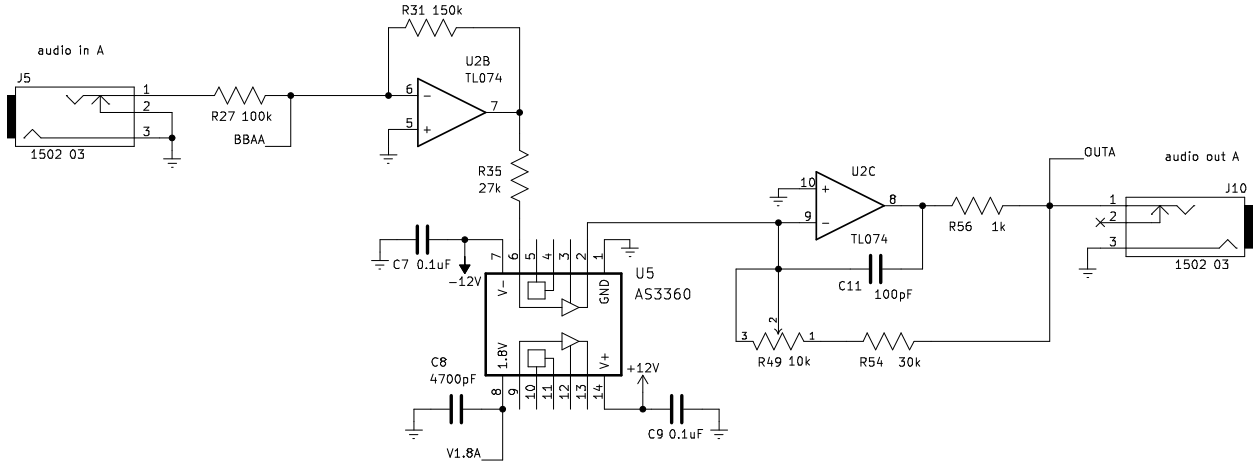 R31 150k
audio in A
J5
1
2
3
1502 03
R27 100k
BBAA
U2B
TL074
6
-
5
+
7
R35
27k
C7 0.1uF
-12V
7
6
5
4
3
2
1
V-
GND
U5
AS3360
1.8V
V+
8
9
10
11
12
13
14
C8
4700pF
V1.8A
+12V
C9 0.1uF
U2C
10
+
9
-
8
TL074
C11
100pF
3
2
1
R49 10k
R54 30k
R56 1k
OUTA
audio out A
J10
1
2
3
1502 03